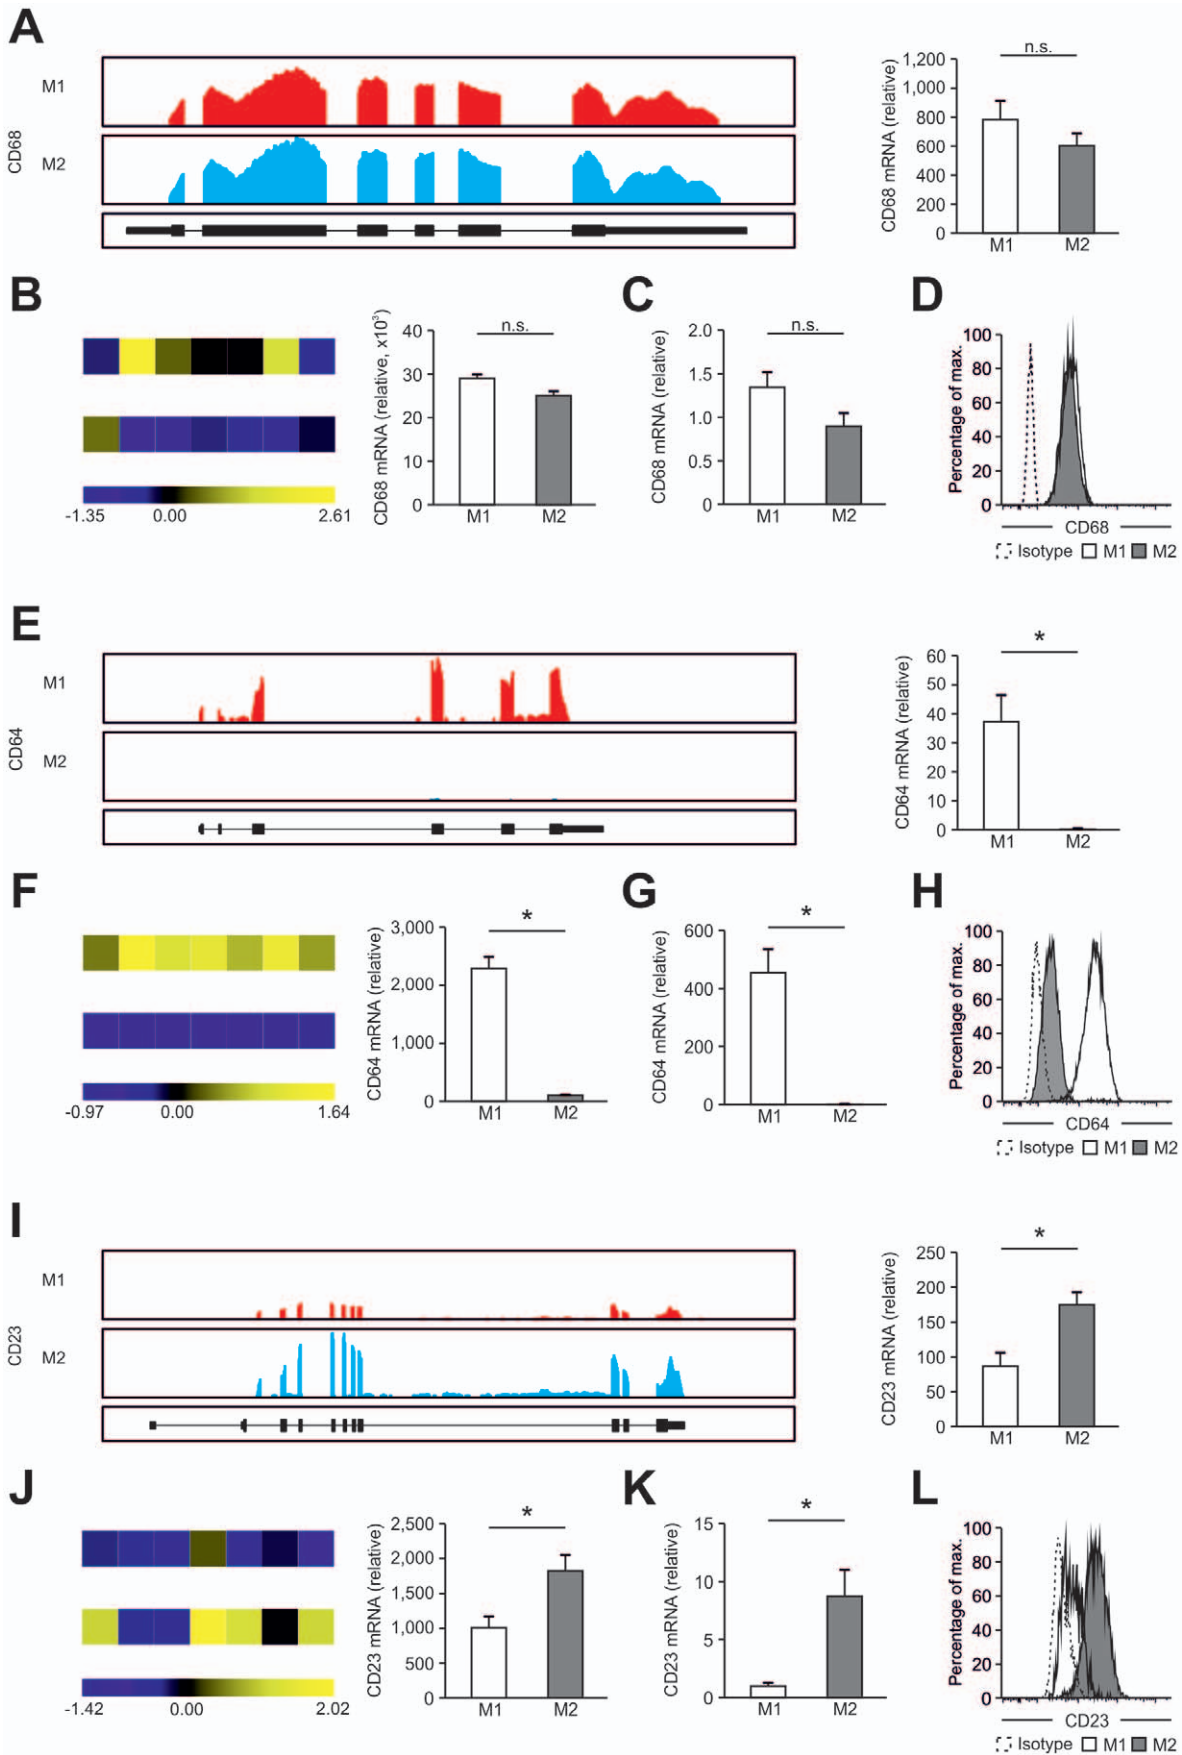 A
M1
CD68
M2
n.s.
CD68 mRNA (relative)
1,200
1,000
800
600
400
200
0
M1 M2
B
-1.35 0.00 2.61
CD68 mRNA (relative, x10³)
n.s.
40
30
20
10
0
M1 M2
C
CD68 mRNA (relative)
n.s.
2.0
1.5
1.0
0.5
0
M1 M2
D
Percentage of max.
100
80
60
40
20
0
CD68
Isotype M1 M2
E
M1
CD64
M2
*
CD64 mRNA (relative)
60
50
40
30
20
10
0
M1 M2
F
-0.97 0.00 1.64
CD64 mRNA (relative)
*
3,000
2,000
1,000
0
M1 M2
G
CD64 mRNA (relative)
*
600
400
200
0
M1 M2
H
Percentage of max.
100
80
60
40
20
0
CD64
Isotype M1 M2
I
M1
CD23
M2
*
CD23 mRNA (relative)
250
200
150
100
50
0
M1 M2
J
-1.42 0.00 2.02
CD23 mRNA (relative)
*
2,500
2,000
1,500
1,000
500
0
M1 M2
K
CD23 mRNA (relative)
*
15
10
5
0
M1 M2
L
Percentage of max.
100
80
60
40
20
0
CD23
Isotype M1 M2